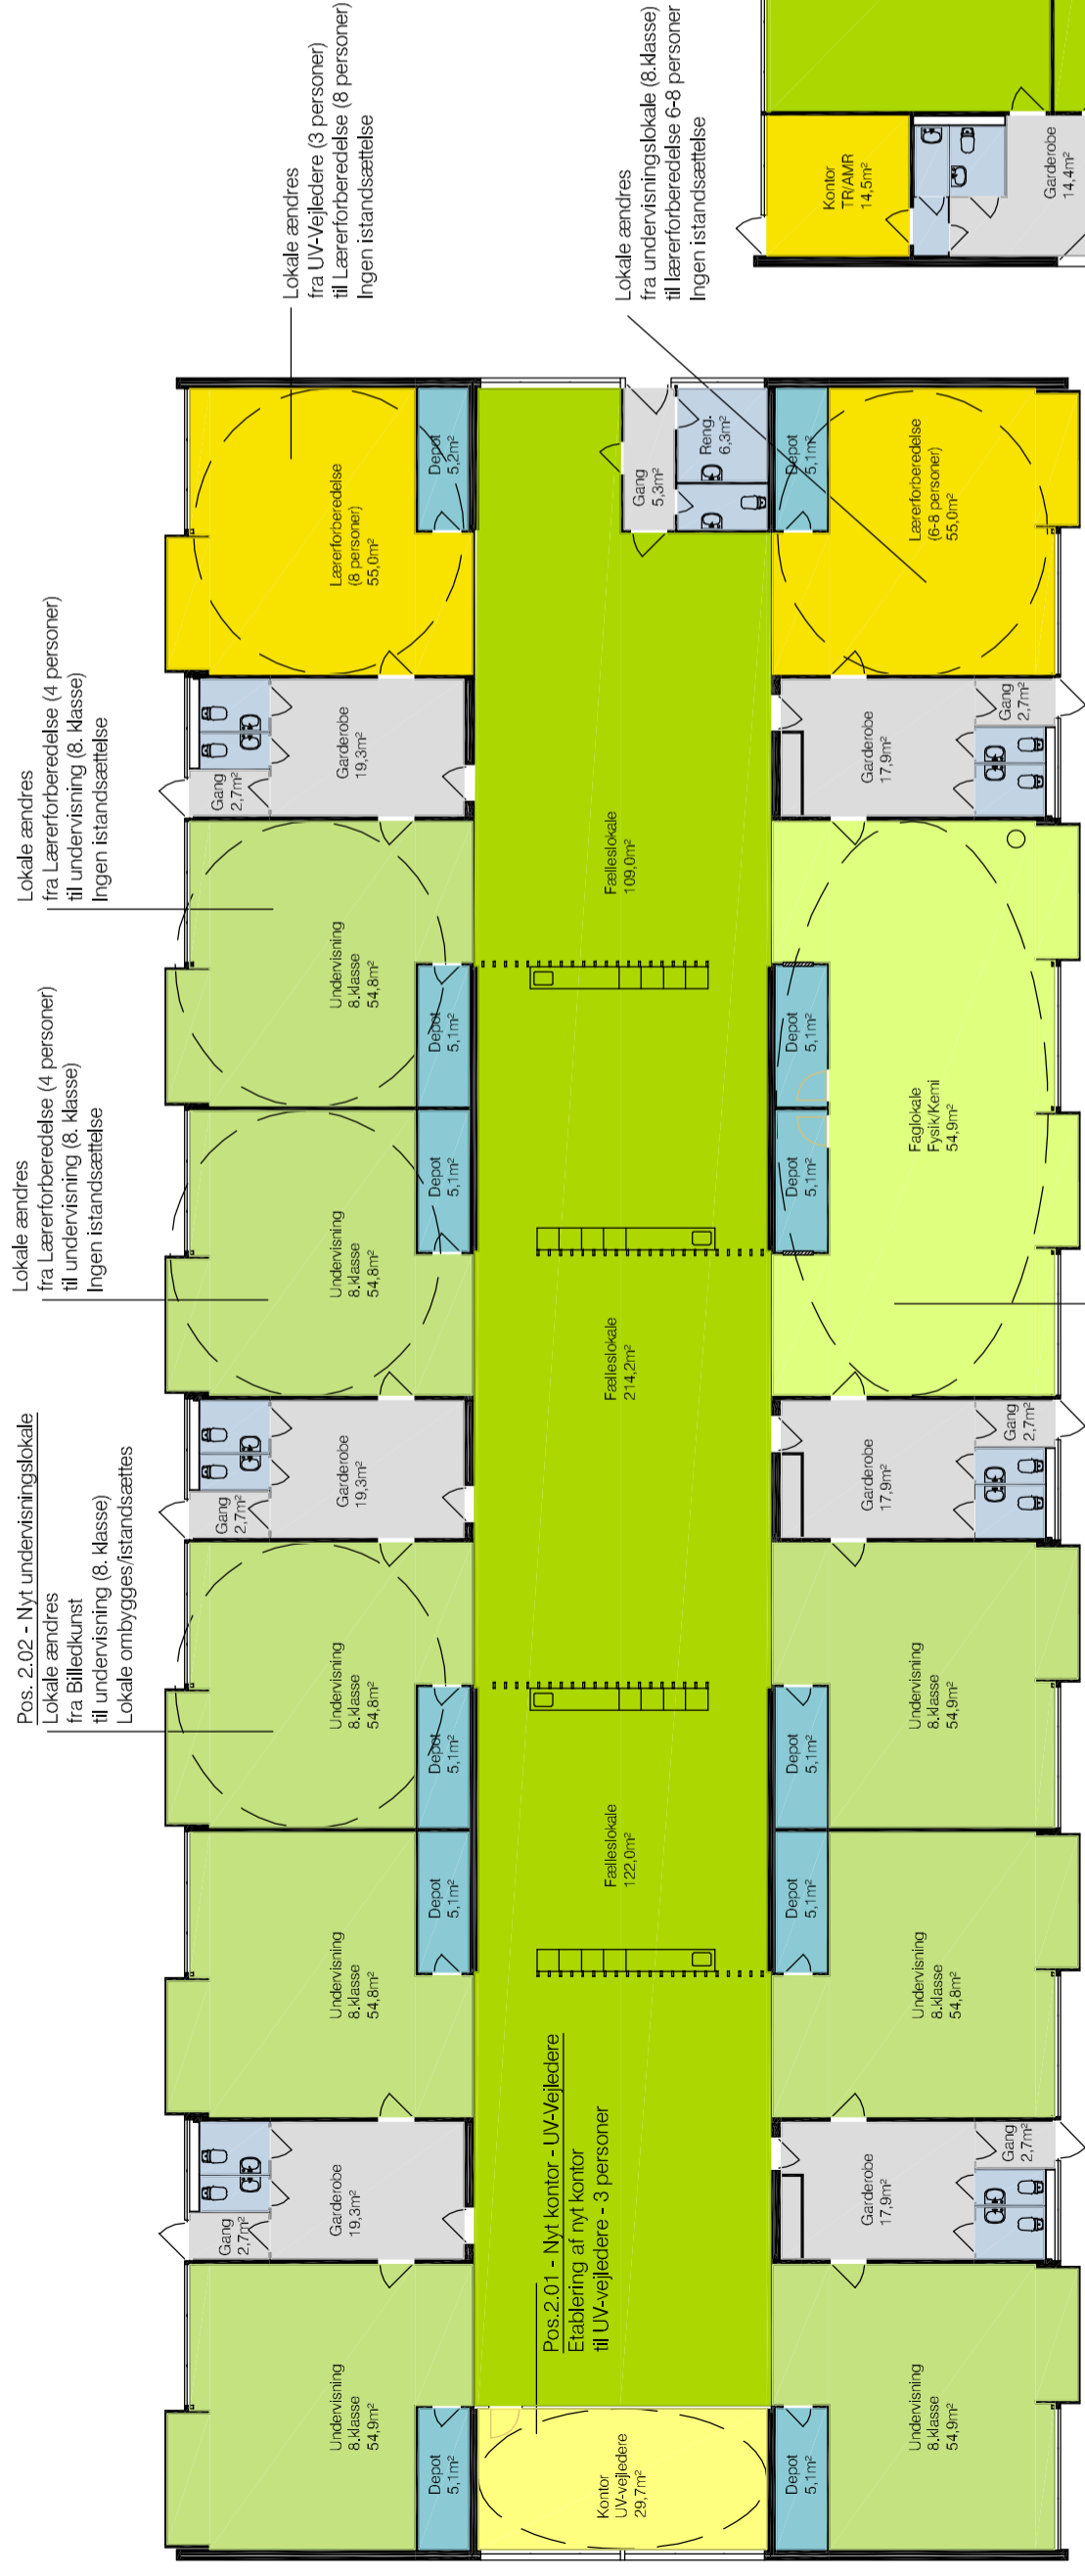 Pos. 2.02 - Nyt undervisningslokale
Lokale ændres
fra Billedkunst
til undervisning (8. klasse)
Lokale ombygges/istandsættes
Lokale ændres
fra Lærerforberedelse (4 personer)
til undervisning (8. klasse)
Ingen istandsættelse
Lokale ændres
fra Lærerforberedelse (4 personer)
til undervisning (8. klasse)
Ingen istandsættelse
Lokale ændres
fra UV-Vejledere (3 personer)
til Lærerforberedelse (8 personer)
Ingen istandsættelse
Lokale ændres
fra undervisningslokale (8.klasse)
til lærerforberedelse 6-8 personer
Ingen istandsættelse
Undervisning
8.klasse
54,9m²
Depot
5,1m²
Gang
2,7m²
Garderobe
19,3m²
Undervisning
8.klasse
54,8m²
Depot
5,1m²
Undervisning
8.klasse
54,8m²
Depot
5,1m²
Gang
2,7m²
Garderobe
19,3m²
Undervisning
8.klasse
54,8m²
Depot
5,1m²
Undervisning
8.klasse
54,8m²
Depot
5,1m²
Gang
2,7m²
Garderobe
19,3m²
Lærerforberedelse
(8 personer)
55,0m²
Depot
5,2m²
Kontor
UV-vejledere
29,7m²
Pos.2.01 - Nyt kontor - UV-Vejledere
Etablering af nyt kontor
til UV-vejledere - 3 personer
Fælleslokale
122,0m²
Fælleslokale
214,2m²
Fælleslokale
109,0m²
Gang
5,3m²
Reng.
6,3m²
Depot
5,1m²
Undervisning
8.klasse
54,9m²
Garderobe
17,9m²
Gang
2,7m²
Depot
5,1m²
Undervisning
8.klasse
54,8m²
Depot
5,1m²
Undervisning
8.klasse
54,9m²
Garderobe
17,9m²
Gang
2,7m²
Depot
5,1m²
Depot
5,1m²
Faglokale
Fysik/Kemi
54,9m²
Garderobe
17,9m²
Gang
2,7m²
Depot
5,1m²
Lærerforberedelse
(6-8 personer)
55,0m²
Kontor
TR/AMR
14,5m²
Garderobe
14,4m²